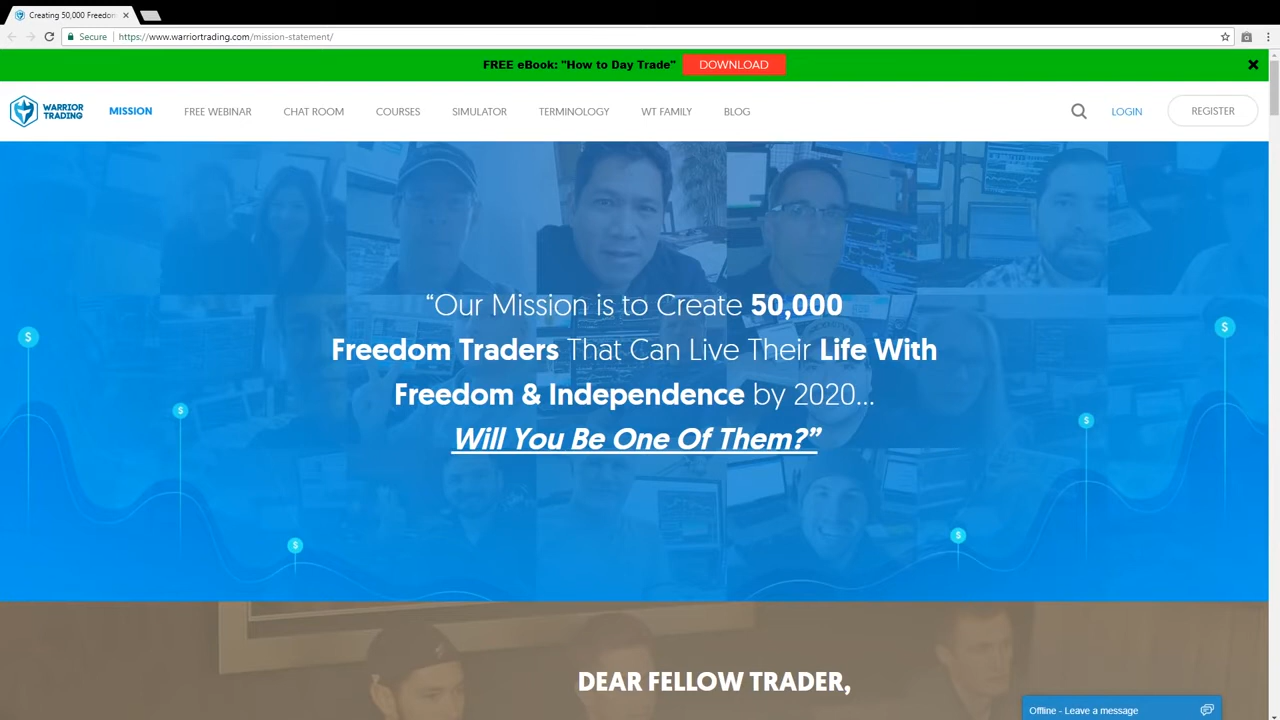 Creating 50,000 Freedom
Secure
https://www.warriortrading.com/mission-statement/
FREE eBook: "How to Day Trade"
DOWNLOAD
WARRIOR
TRADING
MISSION
FREE WEBINAR
CHAT ROOM
COURSES
SIMULATOR
TERMINOLOGY
WT FAMILY
BLOG
LOGIN
REGISTER
“Our Mission is to Create 50,000
Freedom Traders That Can Live Their Life With
Freedom & Independence by 2020...
Will You Be One Of Them?”
$
$
$
$
$
$
DEAR FELLOW TRADER,
Offline - Leave a message